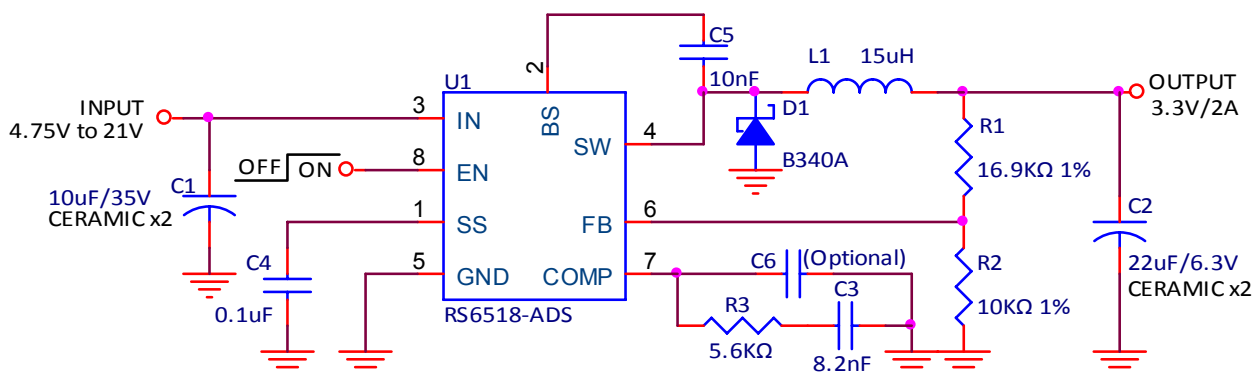 C5
10nF
L1
15uH
OUTPUT
3.3V/2A
U1
2
BS
INPUT
4.75V to 21V
3
IN
SW
4
D1
B340A
R1
16.9KΩ 1%
OFF
ON
8
EN
C1
10uF/35V
CERAMIC x2
1
SS
FB
6
C2
22uF/6.3V
CERAMIC x2
C4
0.1uF
5
GND
COMP
7
C6
(Optional)
R3
5.6KΩ
C3
8.2nF
R2
10KΩ 1%
RS6518-ADS